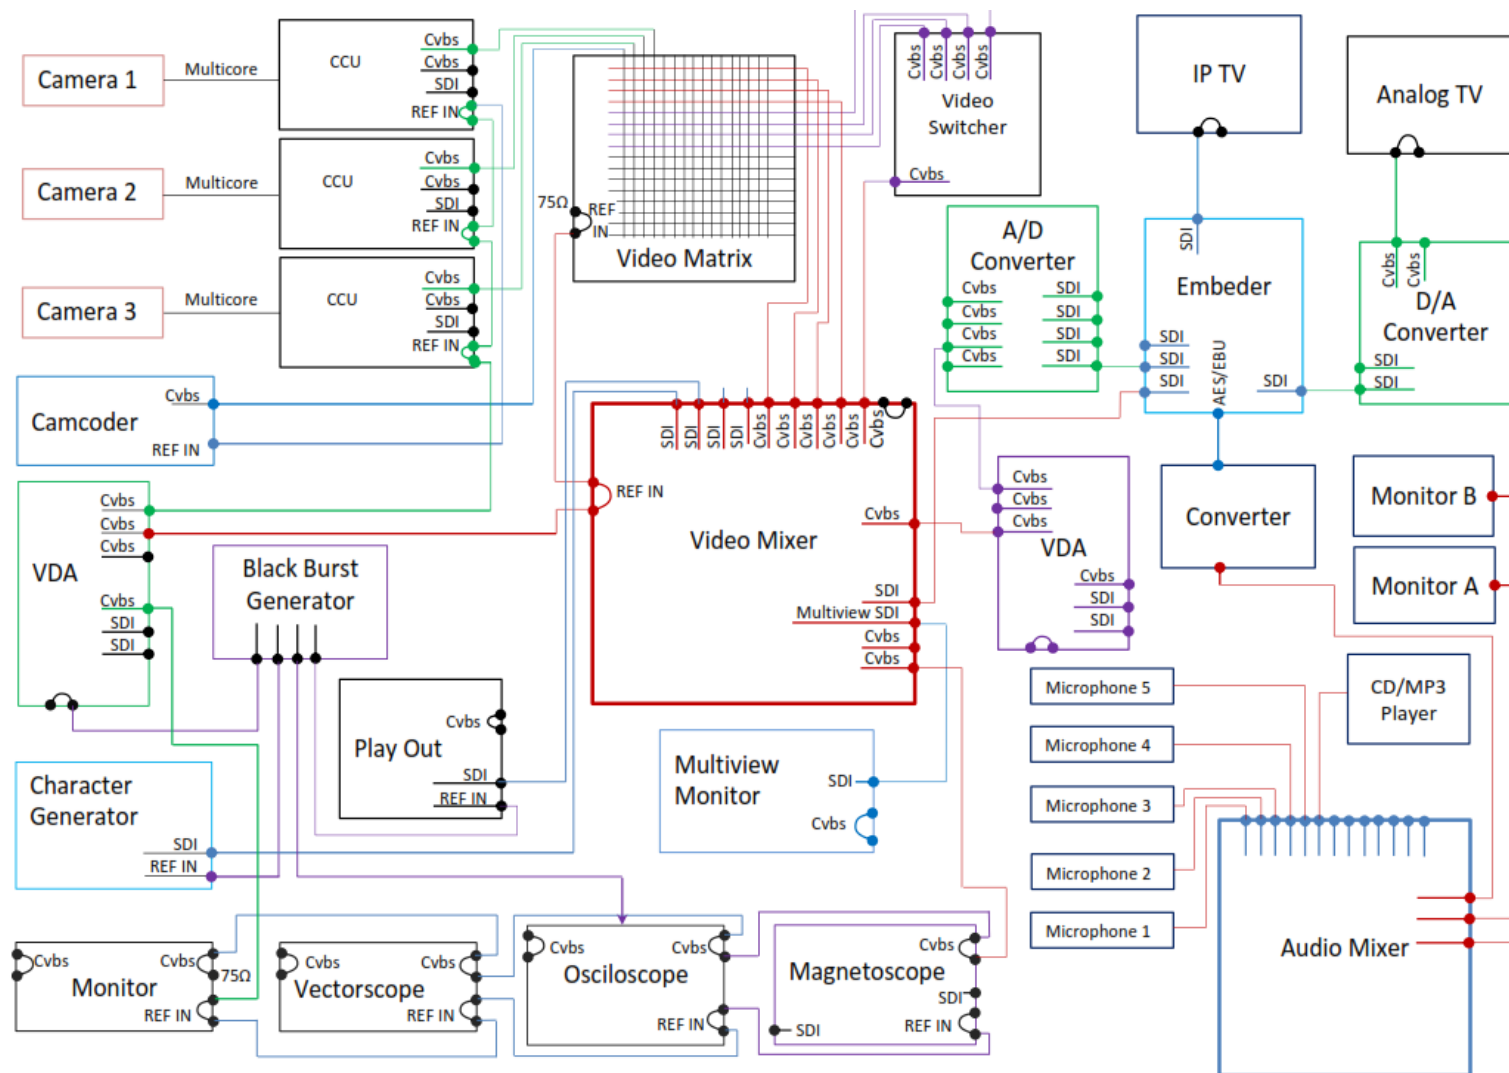 Camera 1
Multicore
CCU
Cvbs
Cvbs
SDI
REF IN
Camera 2
Multicore
CCU
Cvbs
Cvbs
SDI
REF IN
Camera 3
Multicore
CCU
Cvbs
Cvbs
SDI
REF IN
Camcoder
Cvbs
REF IN
VDA
Cvbs
Cvbs
Cvbs
Cvbs
SDI
SDI
Black Burst
Generator
Character
Generator
SDI
REF IN
Play Out
Cvbs
SDI
REF IN
75Ω
REF
IN
Video Matrix
Cvbs
Cvbs
Cvbs
Cvbs
Video
Switcher
Cvbs
A/D
Converter
Cvbs
Cvbs
Cvbs
Cvbs
SDI
SDI
SDI
SDI
IP TV
Analog TV
SDI
Embeder
SDI
SDI
SDI
AES/EBU
SDI
Cvbs
Cvbs
D/A
Converter
SDI
SDI
SDI
SDI
SDI
SDI
Cvbs
Cvbs
Cvbs
Cvbs
Cvbs
Cvbs
REF IN
Video Mixer
Cvbs
SDI
Multiview SDI
Cvbs
Cvbs
Cvbs
Cvbs
Cvbs
VDA
Cvbs
SDI
SDI
Converter
Monitor B
Monitor A
Multiview
Monitor
SDI
Cvbs
Microphone 5
Microphone 4
Microphone 3
Microphone 2
Microphone 1
CD/MP3
Player
Audio Mixer
Cvbs
Cvbs
75Ω
Monitor
REF IN
Cvbs
Cvbs
Vectorscope
REF IN
Cvbs
Cvbs
Osciloscope
REF IN
Cvbs
Magnetoscope
SDI
SDI
REF IN